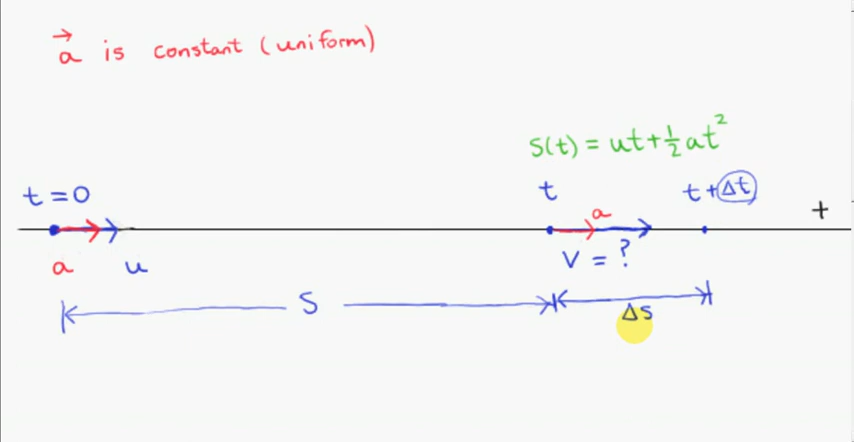 a⃗ is constant (uniform)
S(t) = ut + ½at²
t = 0
t
t + Δt
+
a
a
u
V = ?
S
Δs